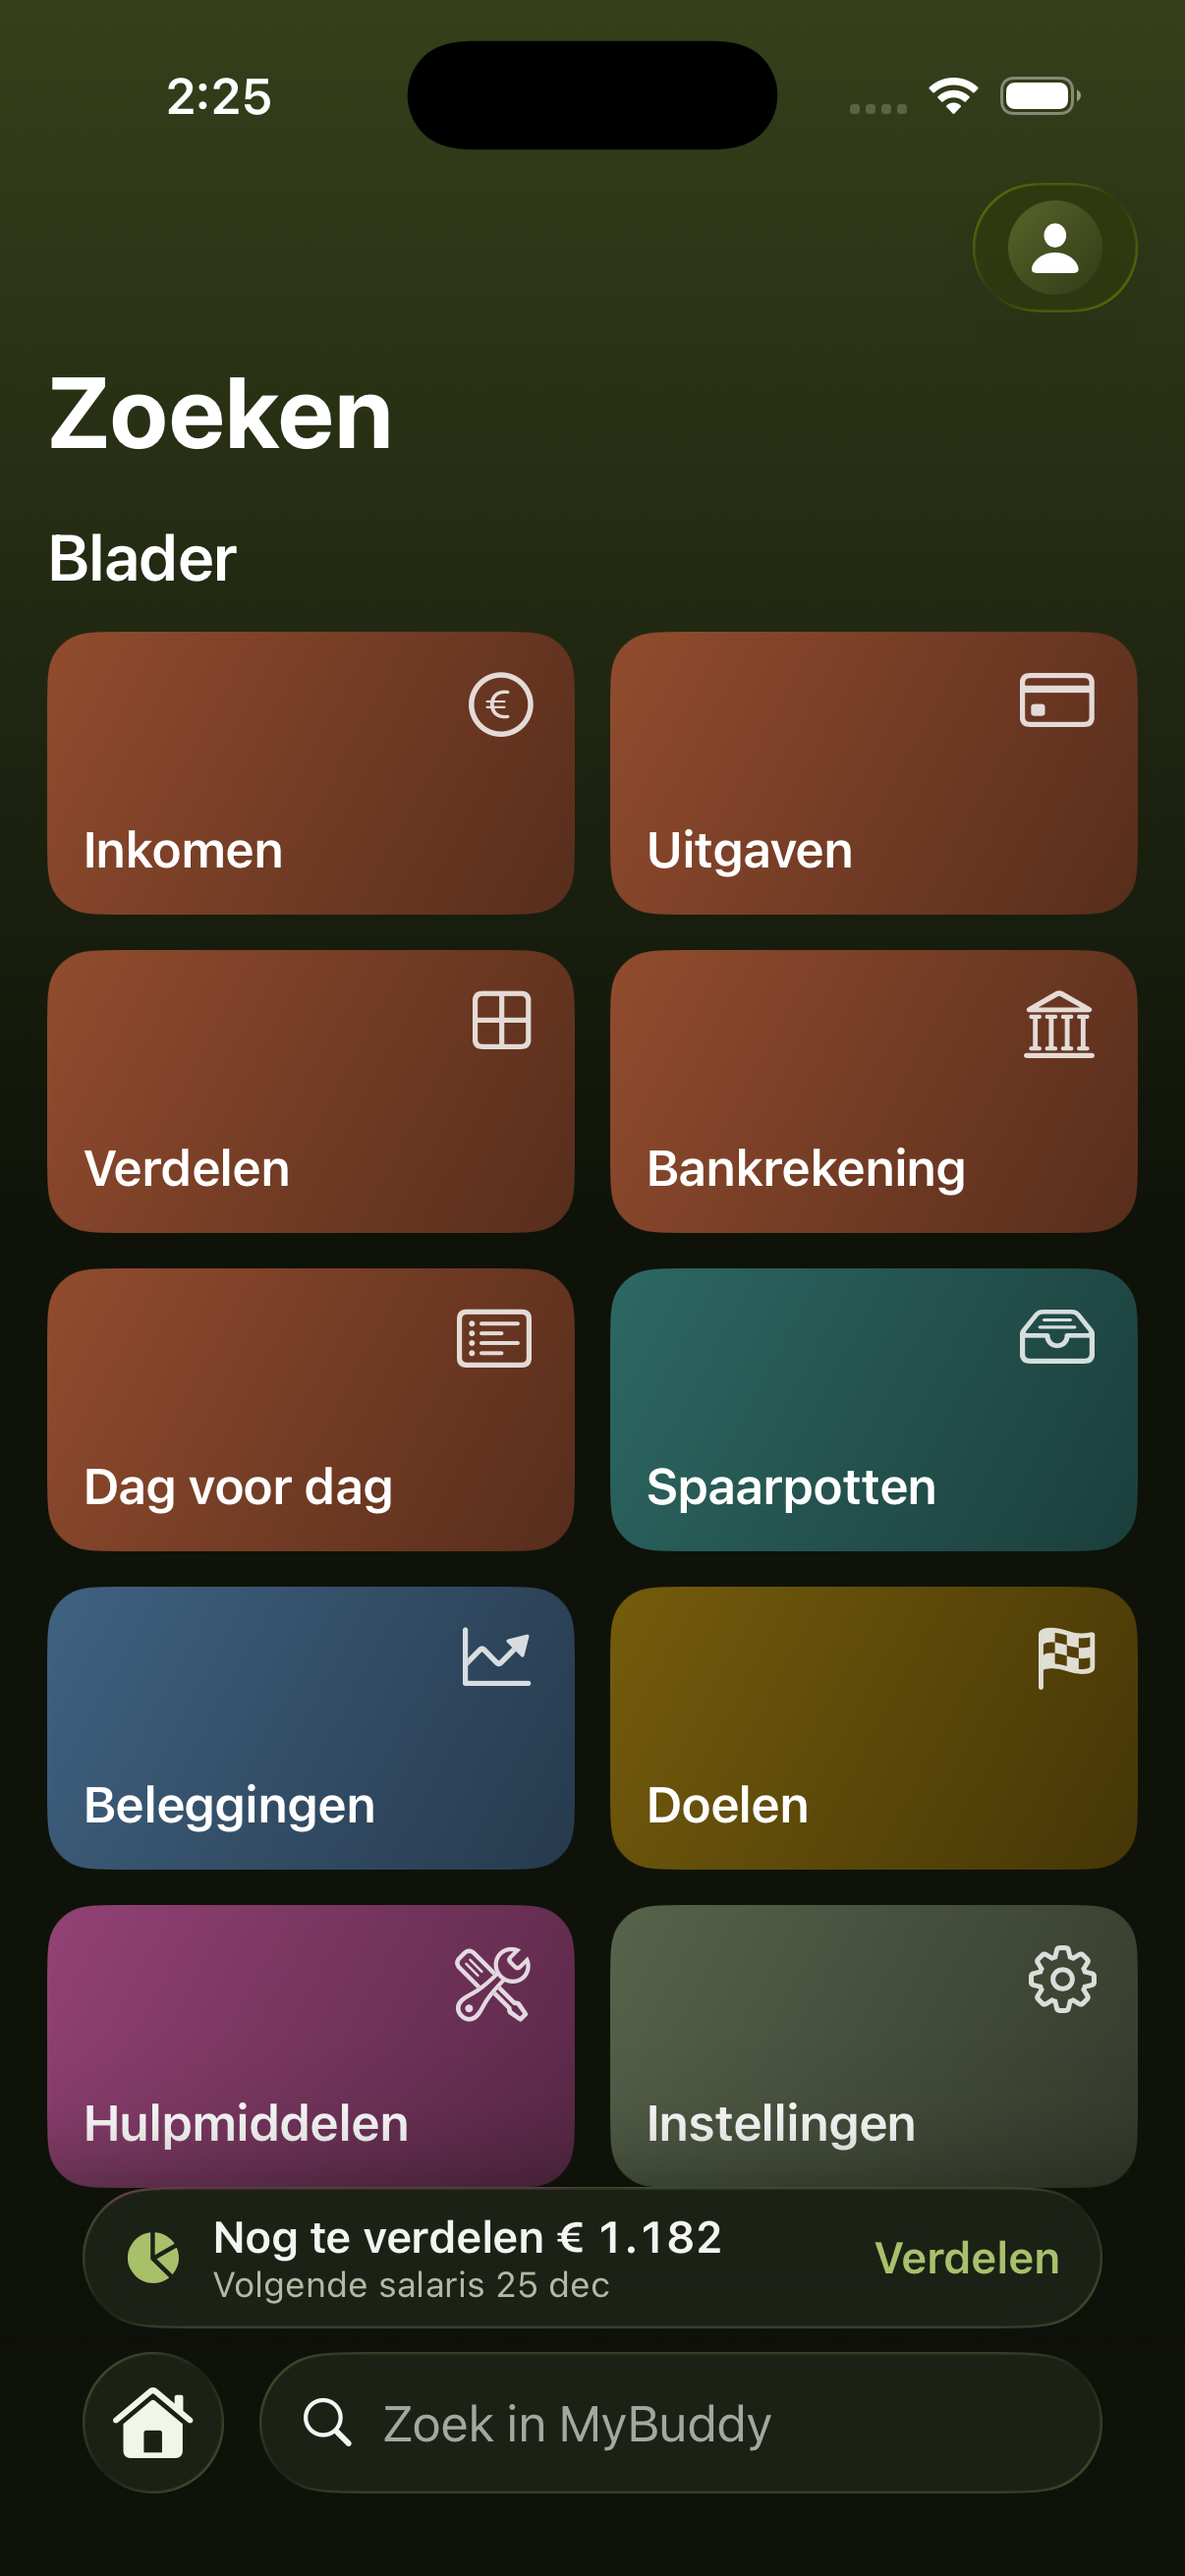 2:25
Zoeken
Blader
€
Inkomen
Uitgaven
Verdelen
Bankrekening
Dag voor dag
Spaarpotten
Beleggingen
Doelen
Hulpmiddelen
Instellingen
Nog te verdelen € 1.182
Volgende salaris 25 dec
Verdelen
Zoek in MyBuddy